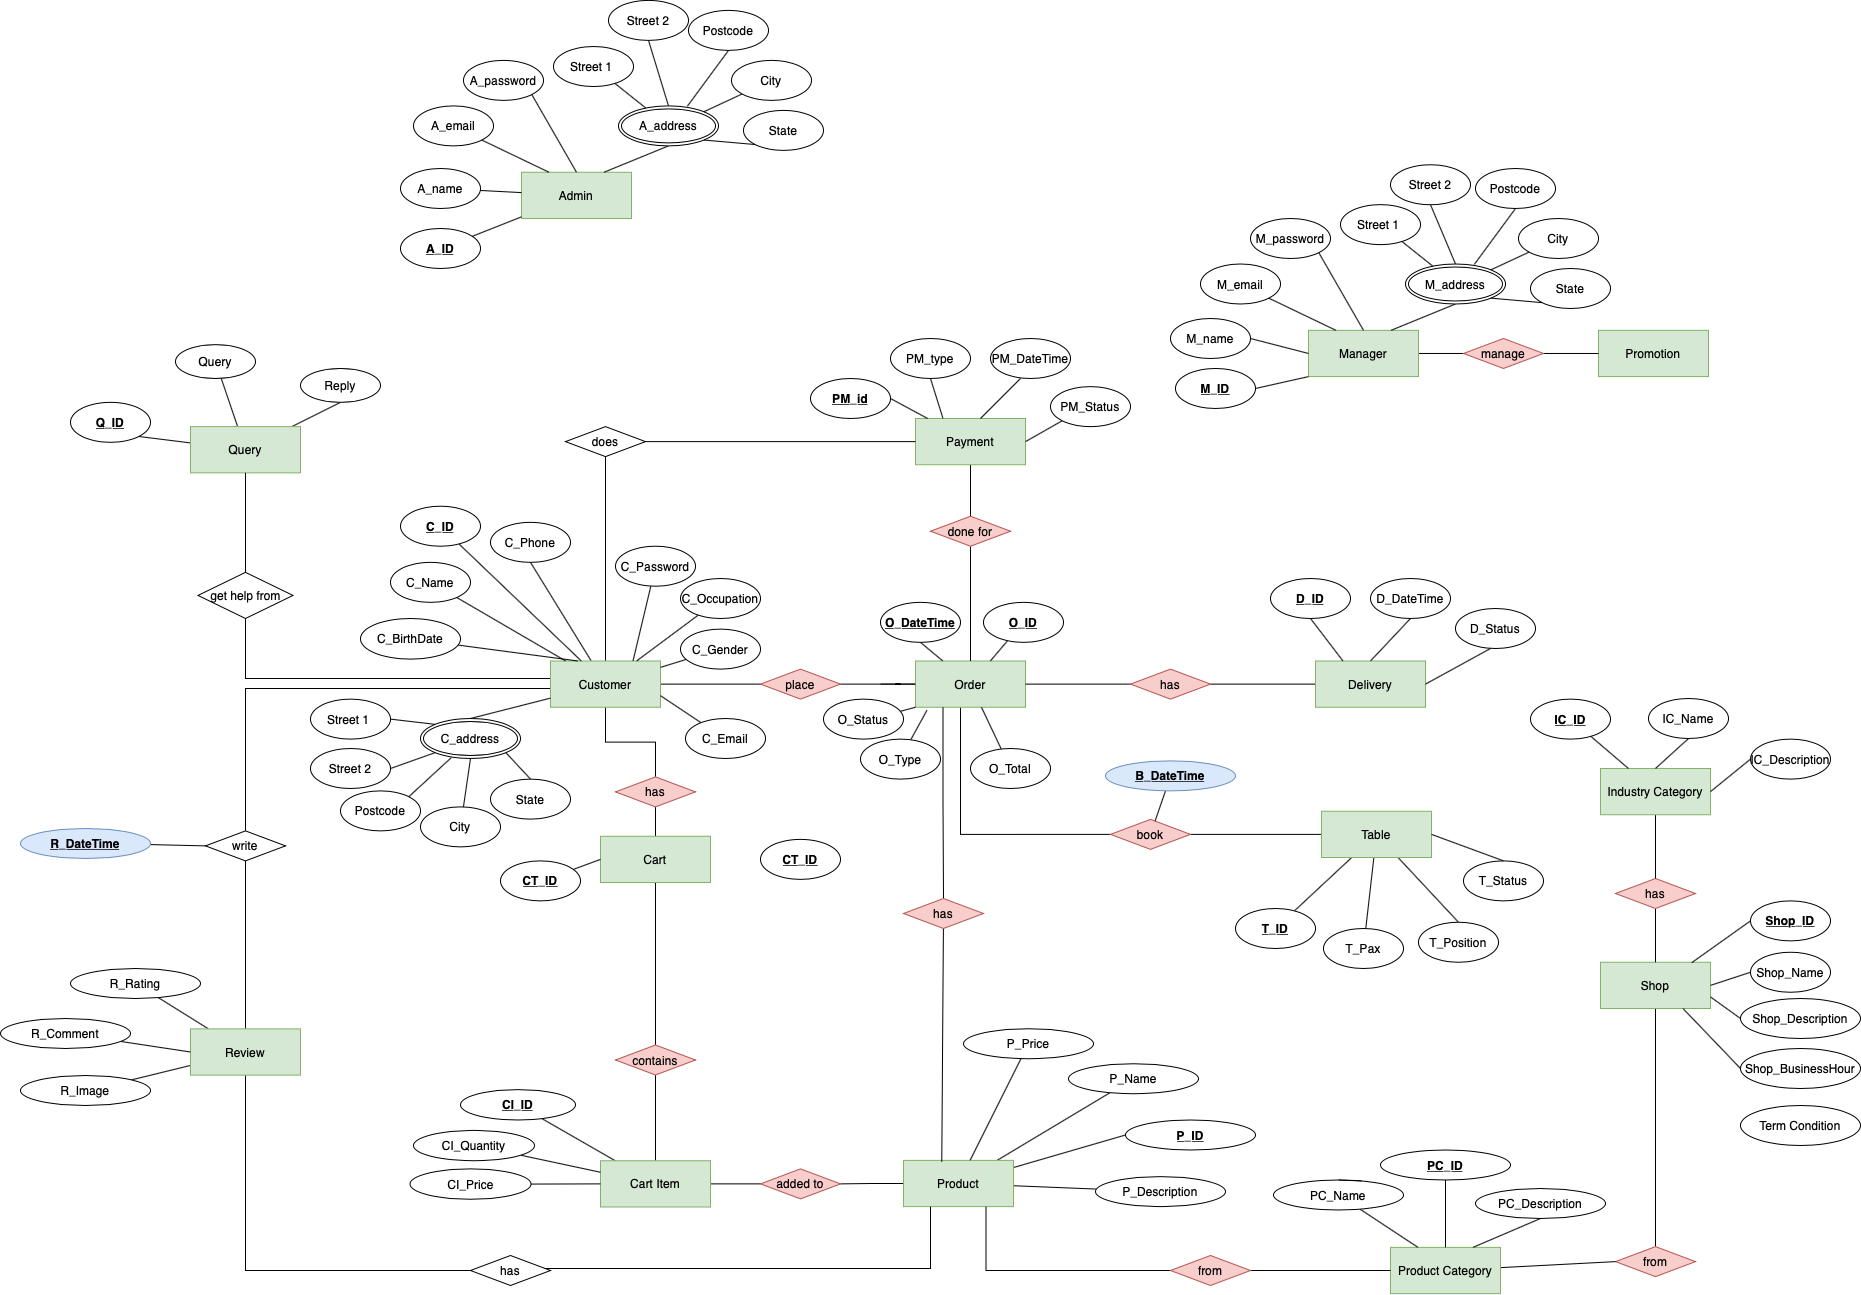 Street 2
Postcode
Street 1
A_password
City
A_email
A_address
State
A_name
Admin
A_ID
Street 2
Postcode
Street 1
M_password
City
M_email
M_address
State
M_name
Manager
manage
Promotion
M_ID
Query
Reply
Q_ID
Query
PM_type
PM_DateTime
PM_id
PM_Status
does
Payment
C_ID
C_Phone
done for
C_Password
C_Name
get help from
C_Occupation
C_BirthDate
C_Gender
O_DateTime
O_ID
D_ID
D_DateTime
D_Status
Customer
place
Order
has
Delivery
Street 1
C_address
C_Email
O_Status
O_Type
O_Total
Street 2
Postcode
City
State
IC_ID
IC_Name
IC_Description
Industry Category
has
B_DateTime
book
Table
R_DateTime
write
Cart
CT_ID
CT_ID
T_Status
has
T_ID
T_Pax
T_Position
has
Shop_ID
Shop_Name
Shop
Shop_Description
Shop_BusinessHour
Term Condition
R_Rating
R_Comment
Review
R_Image
contains
P_Price
P_Name
P_ID
P_Description
CI_ID
CI_Quantity
CI_Price
Cart Item
added to
Product
PC_ID
PC_Name
PC_Description
has
from
Product Category
from